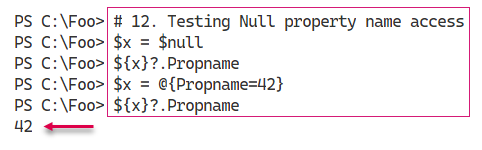 PS C:\Foo> # 12. Testing Null property name access
PS C:\Foo> $x = $null
PS C:\Foo> ${x}?.Propname
PS C:\Foo> $x = @{Propname=42}
PS C:\Foo> ${x}?.Propname
42